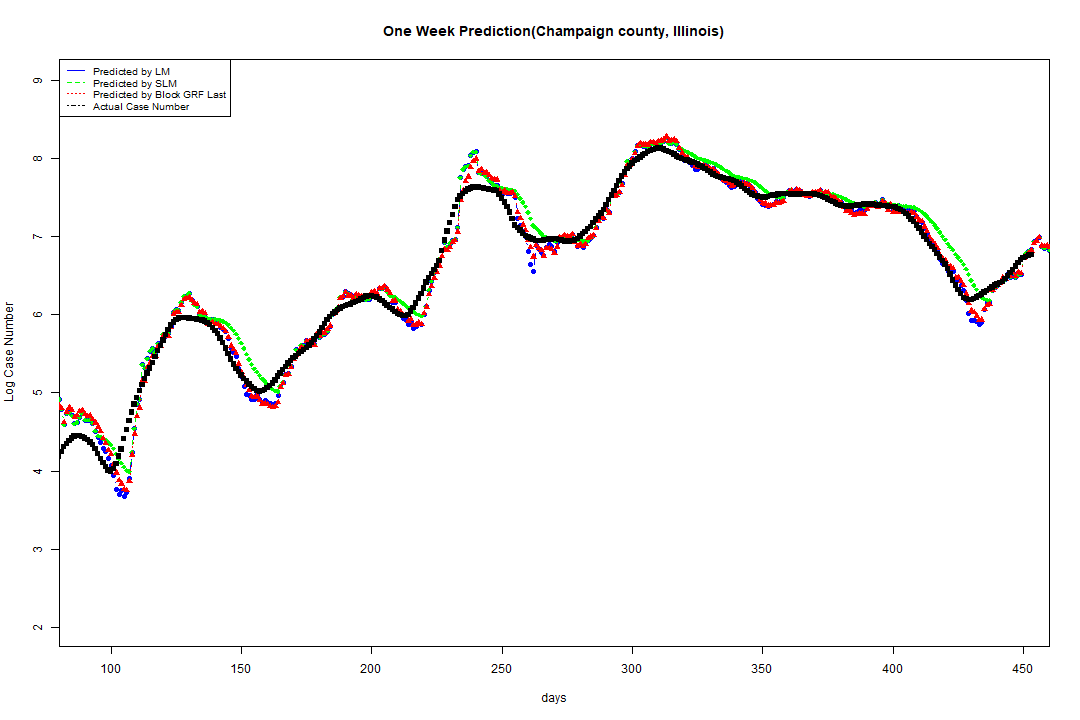 One Week Prediction(Champaign county, Illinois)
Predicted by LM
Predicted by SLM
Predicted by Block GRF Last
Actual Case Number
9
8
7
6
5
4
3
2
Log Case Number
100 150 200 250 300 350 400 450
days